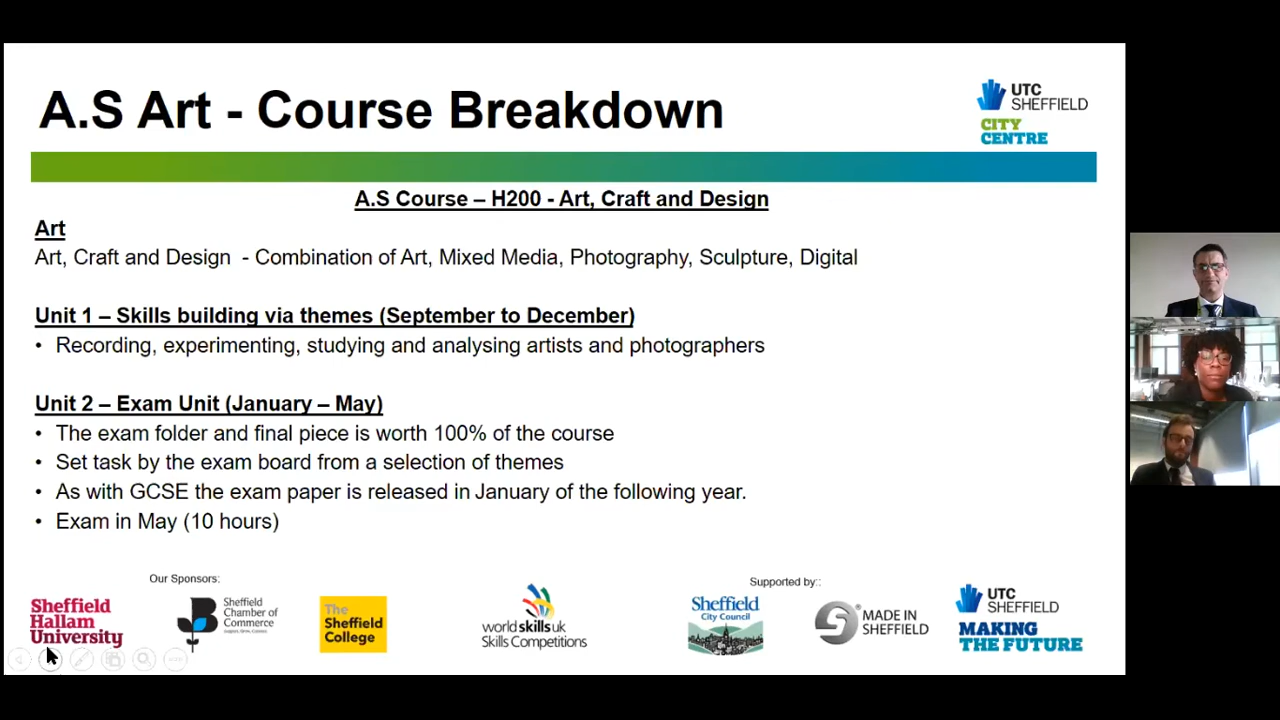 A.S Art - Course Breakdown
UTC
SHEFFIELD
CITY
CENTRE
A.S Course – H200 - Art, Craft and Design
Art
Art, Craft and Design - Combination of Art, Mixed Media, Photography, Sculpture, Digital
Unit 1 – Skills building via themes (September to December)
• Recording, experimenting, studying and analysing artists and photographers
Unit 2 – Exam Unit (January – May)
• The exam folder and final piece is worth 100% of the course
• Set task by the exam board from a selection of themes
• As with GCSE the exam paper is released in January of the following year.
• Exam in May (10 hours)
Our Sponsors:
Supported by::
Sheffield
Hallam
University
Sheffield
Chamber of
Commerce
The
Sheffield
College
worldskillsuk
Skills Competitions
Sheffield
City Council
MADE IN
SHEFFIELD
UTC
SHEFFIELD
MAKING
THE FUTURE